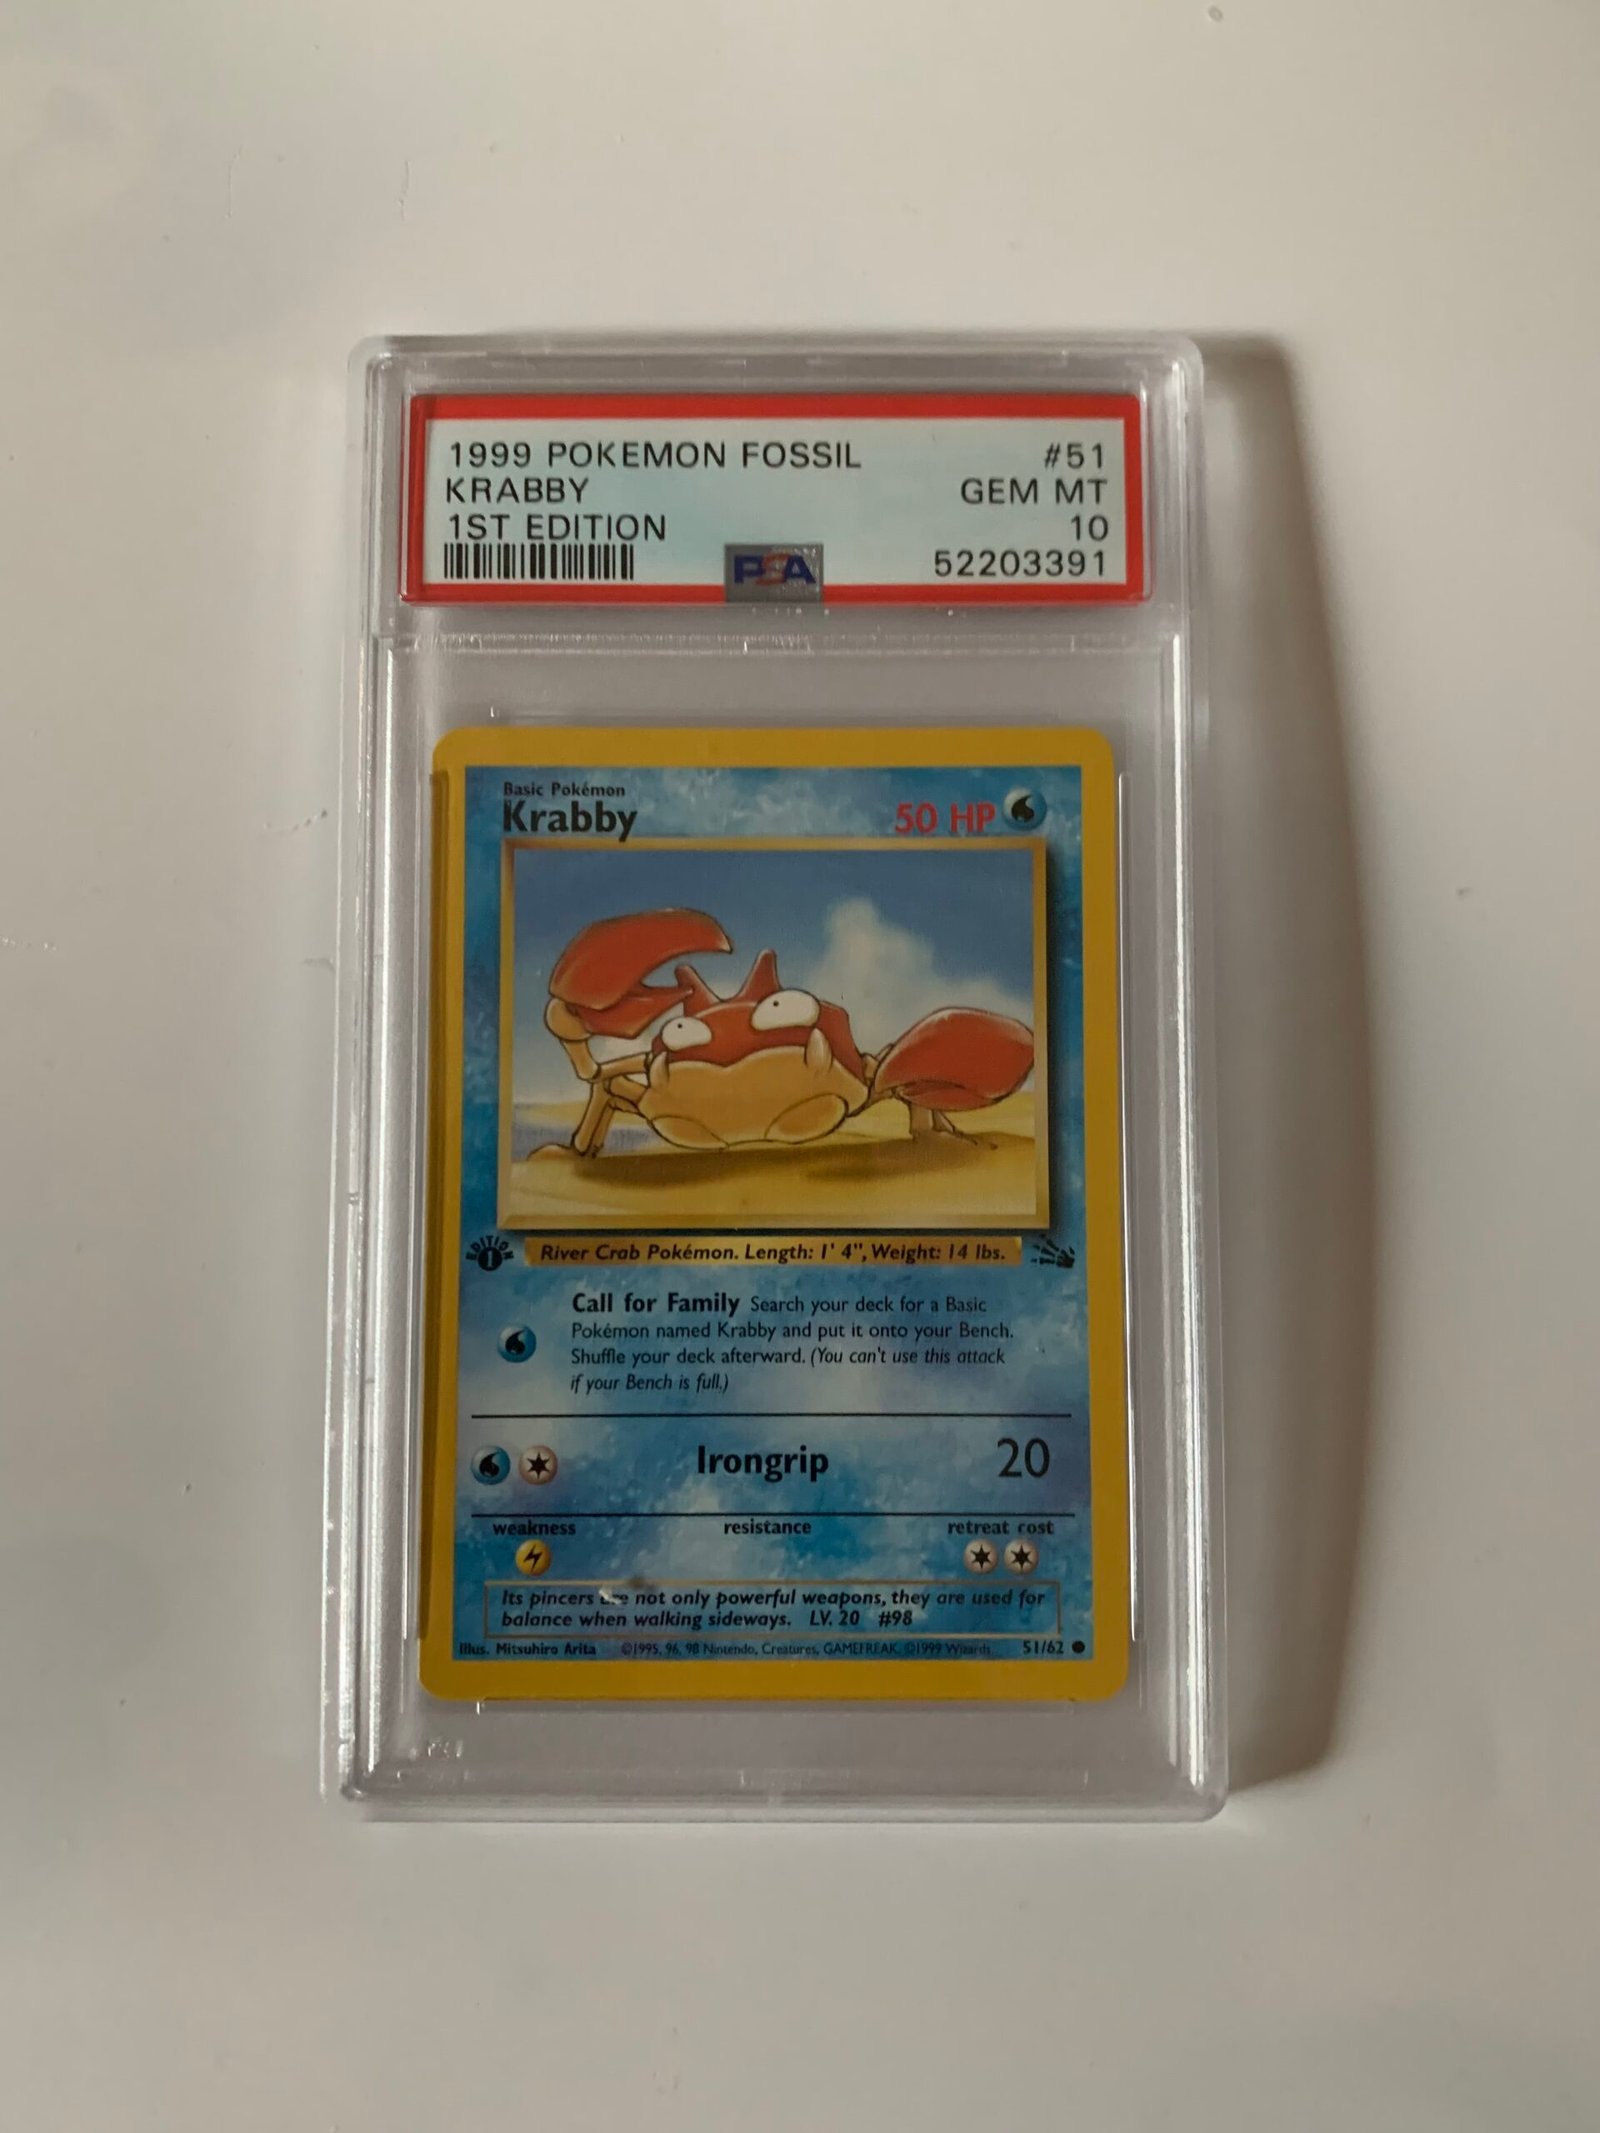 1999 POKEMON FOSSIL #51
KRABBY GEM MT
1ST EDITION 10
PSA 52203391
Basic Pokémon
Krabby 50 HP
EDITION 1
River Crab Pokémon. Length: 1' 4", Weight: 14 lbs.
Call for Family Search your deck for a Basic
Pokémon named Krabby and put it onto your Bench.
Shuffle your deck afterward. (You can't use this attack
if your Bench is full.)
Irongrip 20
weakness resistance retreat cost
Its pincers are not only powerful weapons, they are used for
balance when walking sideways. LV. 20 #98
Illus. Mitsuhiro Arita ©1995, 96, 98 Nintendo, Creatures, GAMEFREAK. ©1999 Wizards. 51/62